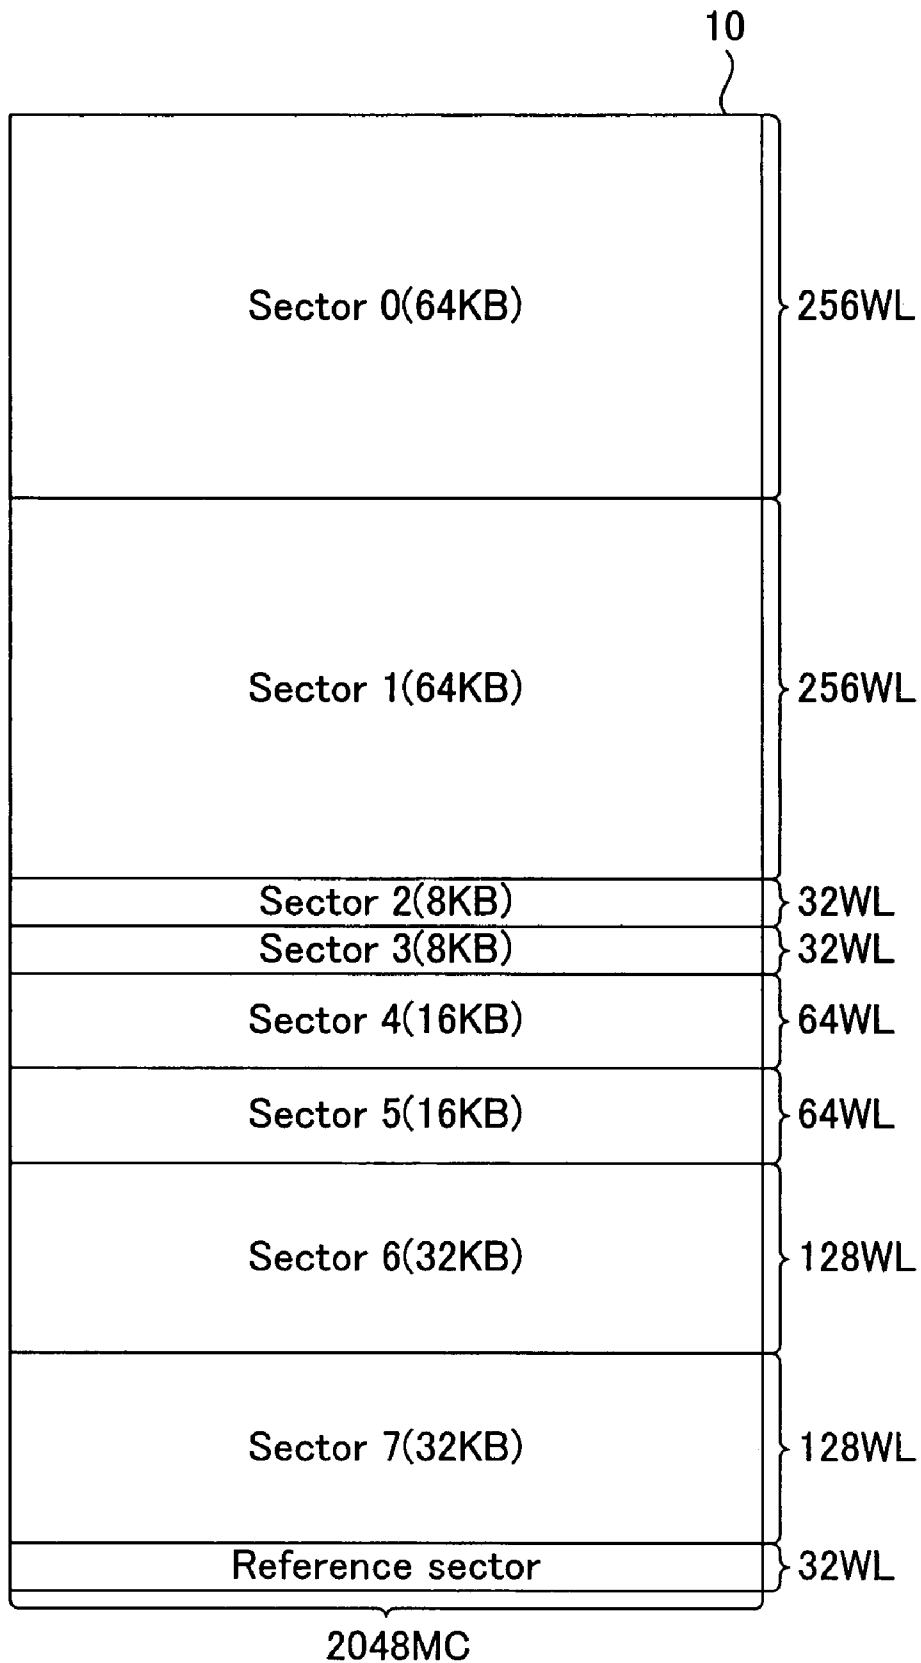 10
Sector 0(64KB)
256WL
Sector 1(64KB)
256WL
Sector 2(8KB)
32WL
Sector 3(8KB)
32WL
Sector 4(16KB)
64WL
Sector 5(16KB)
64WL
Sector 6(32KB)
128WL
Sector 7(32KB)
128WL
Reference sector
32WL
2048MC